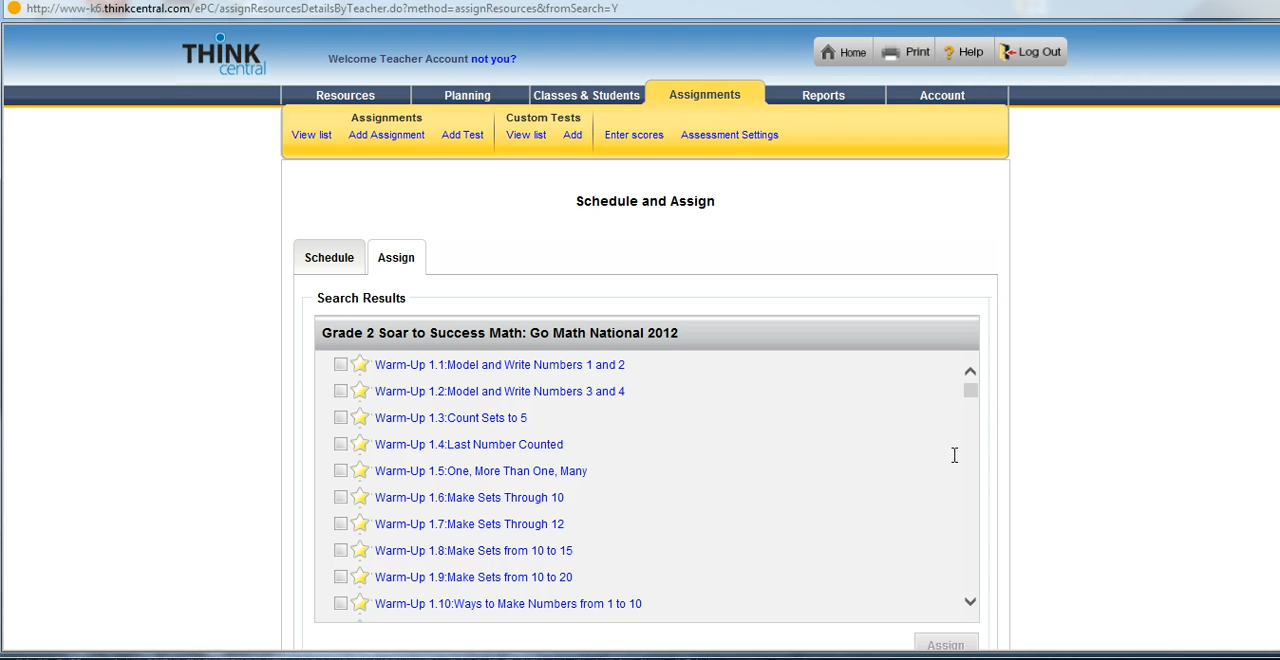 http://www-k6.thinkcentral.com/ePC/assignResourcesDetailsByTeacher.do?method=assignResources&fromSearch=Y
THINK
central
Welcome Teacher Account not you?
Home Print ? Help Log Out
Resources Planning Classes & Students Assignments Reports Account
Assignments Custom Tests
View list Add Assignment Add Test View list Add Enter scores Assessment Settings
Schedule and Assign
Schedule Assign
Search Results
Grade 2 Soar to Success Math: Go Math National 2012
Warm-Up 1.1:Model and Write Numbers 1 and 2
Warm-Up 1.2:Model and Write Numbers 3 and 4
Warm-Up 1.3:Count Sets to 5
Warm-Up 1.4:Last Number Counted
Warm-Up 1.5:One, More Than One, Many
Warm-Up 1.6:Make Sets Through 10
Warm-Up 1.7:Make Sets Through 12
Warm-Up 1.8:Make Sets from 10 to 15
Warm-Up 1.9:Make Sets from 10 to 20
Warm-Up 1.10:Ways to Make Numbers from 1 to 10
Assign